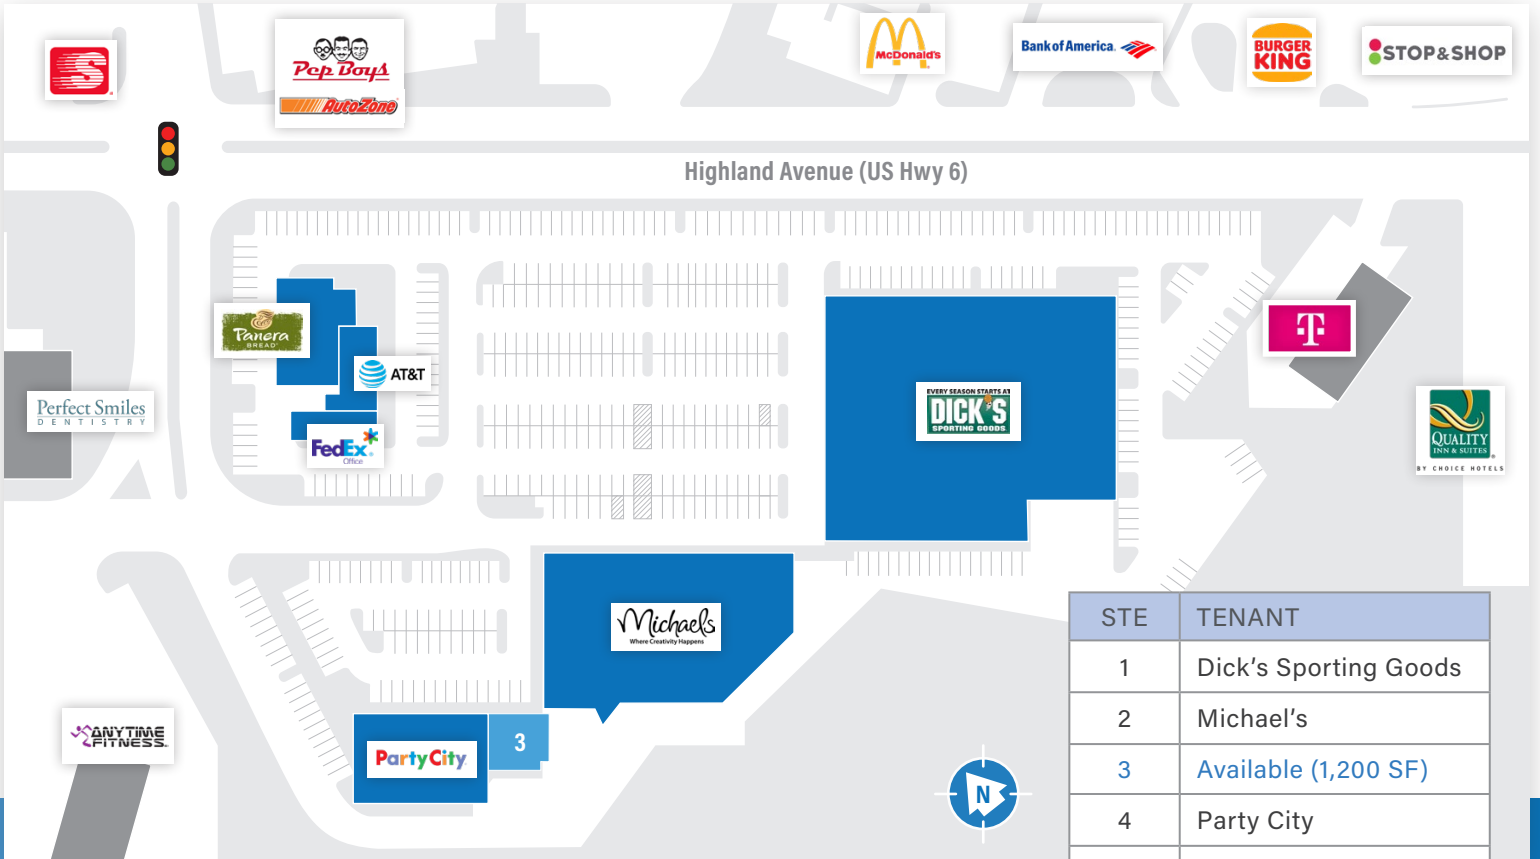 S
Pep Boys
AutoZone
McDonald's
Bank of America
BURGER
KING
STOP&SHOP
Highland Avenue (US Hwy 6)
Panera
BREAD
AT&T
FedEx
Office
Perfect Smiles
DENTISTRY
EVERY SEASON STARTS AT
DICK'S
SPORTING GOODS
T
QUALITY
INN & SUITES
BY CHOICE HOTELS
Michaels
Where Creativity Happens
ANYTIME
FITNESS
Party City
3
N
STE TENANT
1 Dick's Sporting Goods
2 Michael's
3 Available (1,200 SF)
4 Party City